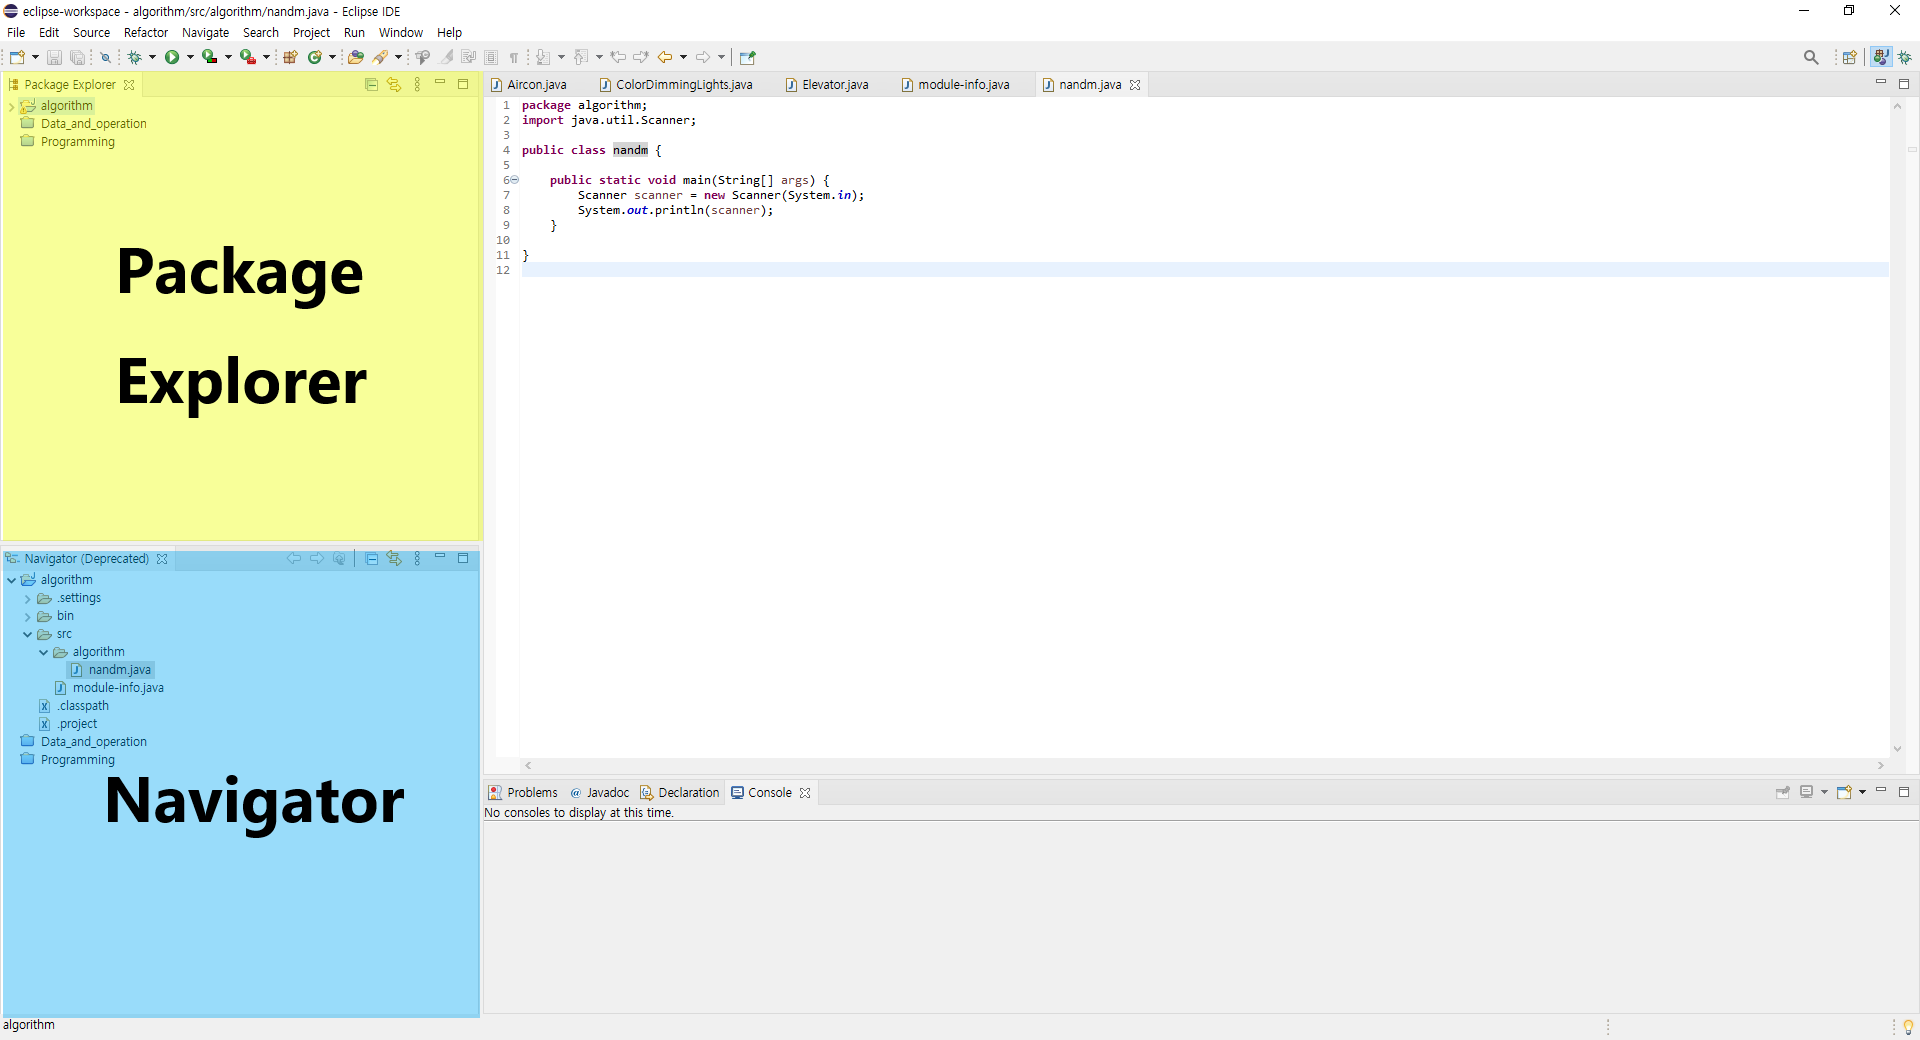 eclipse-workspace - algorithm/src/algorithm/nandm.java - Eclipse IDE
File Edit Source Refactor Navigate Search Project Run Window Help
Package Explorer
algorithm
Data_and_operation
Programming
Package
Explorer
Navigator (Deprecated)
algorithm
.settings
bin
src
algorithm
nandm.java
module-info.java
.classpath
.project
Data_and_operation
Programming
Navigator
Aircon.java ColorDimmingLights.java Elevator.java module-info.java nandm.java
1 package algorithm;
2 import java.util.Scanner;
3
4 public class nandm {
5
6 public static void main(String[] args) {
7 Scanner scanner = new Scanner(System.in);
8 System.out.println(scanner);
9 }
10
11 }
12
Problems @ Javadoc Declaration Console
No consoles to display at this time.
algorithm